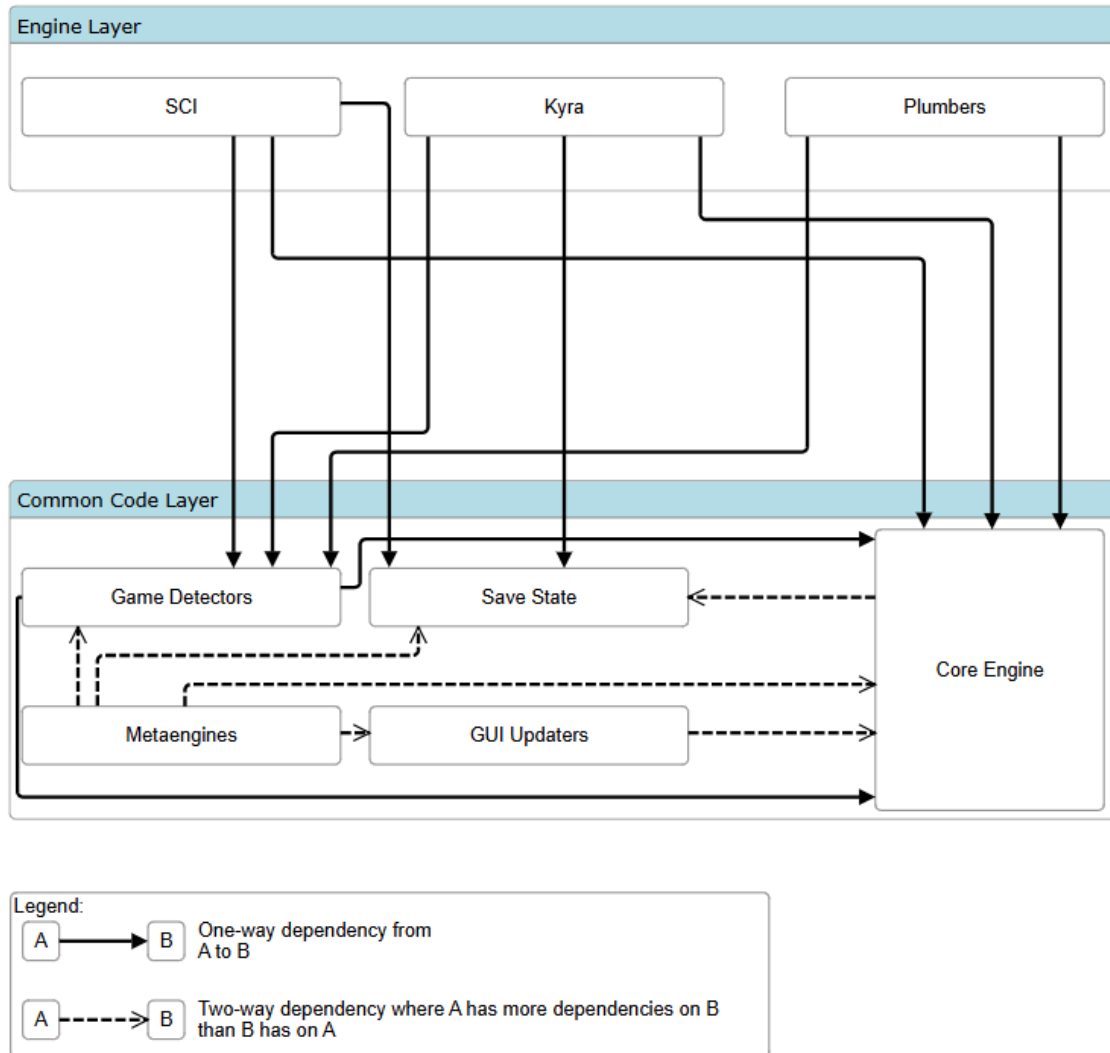 Engine Layer
SCI
Kyra
Plumbers
Common Code Layer
Game Detectors
Save State
Core Engine
Metaengines
GUI Updaters
Legend:
A
B
One-way dependency from
A to B
A
B
Two-way dependency where A has more dependencies on B
than B has on A